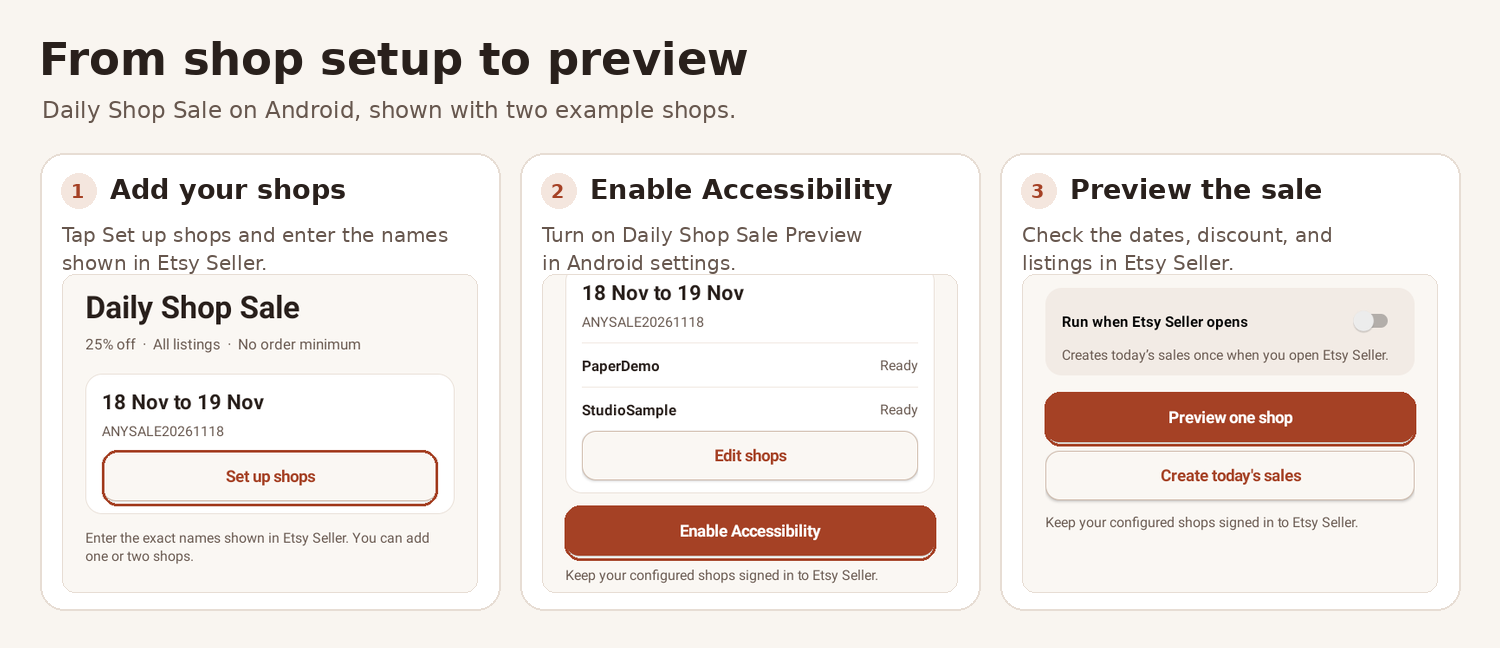 From shop setup to preview
Daily Shop Sale on Android, shown with two example shops.
1 Add your shops
Tap Set up shops and enter the names
shown in Etsy Seller.
Daily Shop Sale
25% off · All listings · No order minimum
18 Nov to 19 Nov
ANYSALE20261118
Set up shops
Enter the exact names shown in Etsy Seller. You can add
one or two shops.
2 Enable Accessibility
Turn on Daily Shop Sale Preview
in Android settings.
18 Nov to 19 Nov
ANYSALE20261118
PaperDemo Ready
StudioSample Ready
Edit shops
Enable Accessibility
Keep your configured shops signed in to Etsy Seller.
3 Preview the sale
Check the dates, discount, and
listings in Etsy Seller.
Run when Etsy Seller opens
Creates today's sales once when you open Etsy Seller.
Preview one shop
Create today's sales
Keep your configured shops signed in to Etsy Seller.